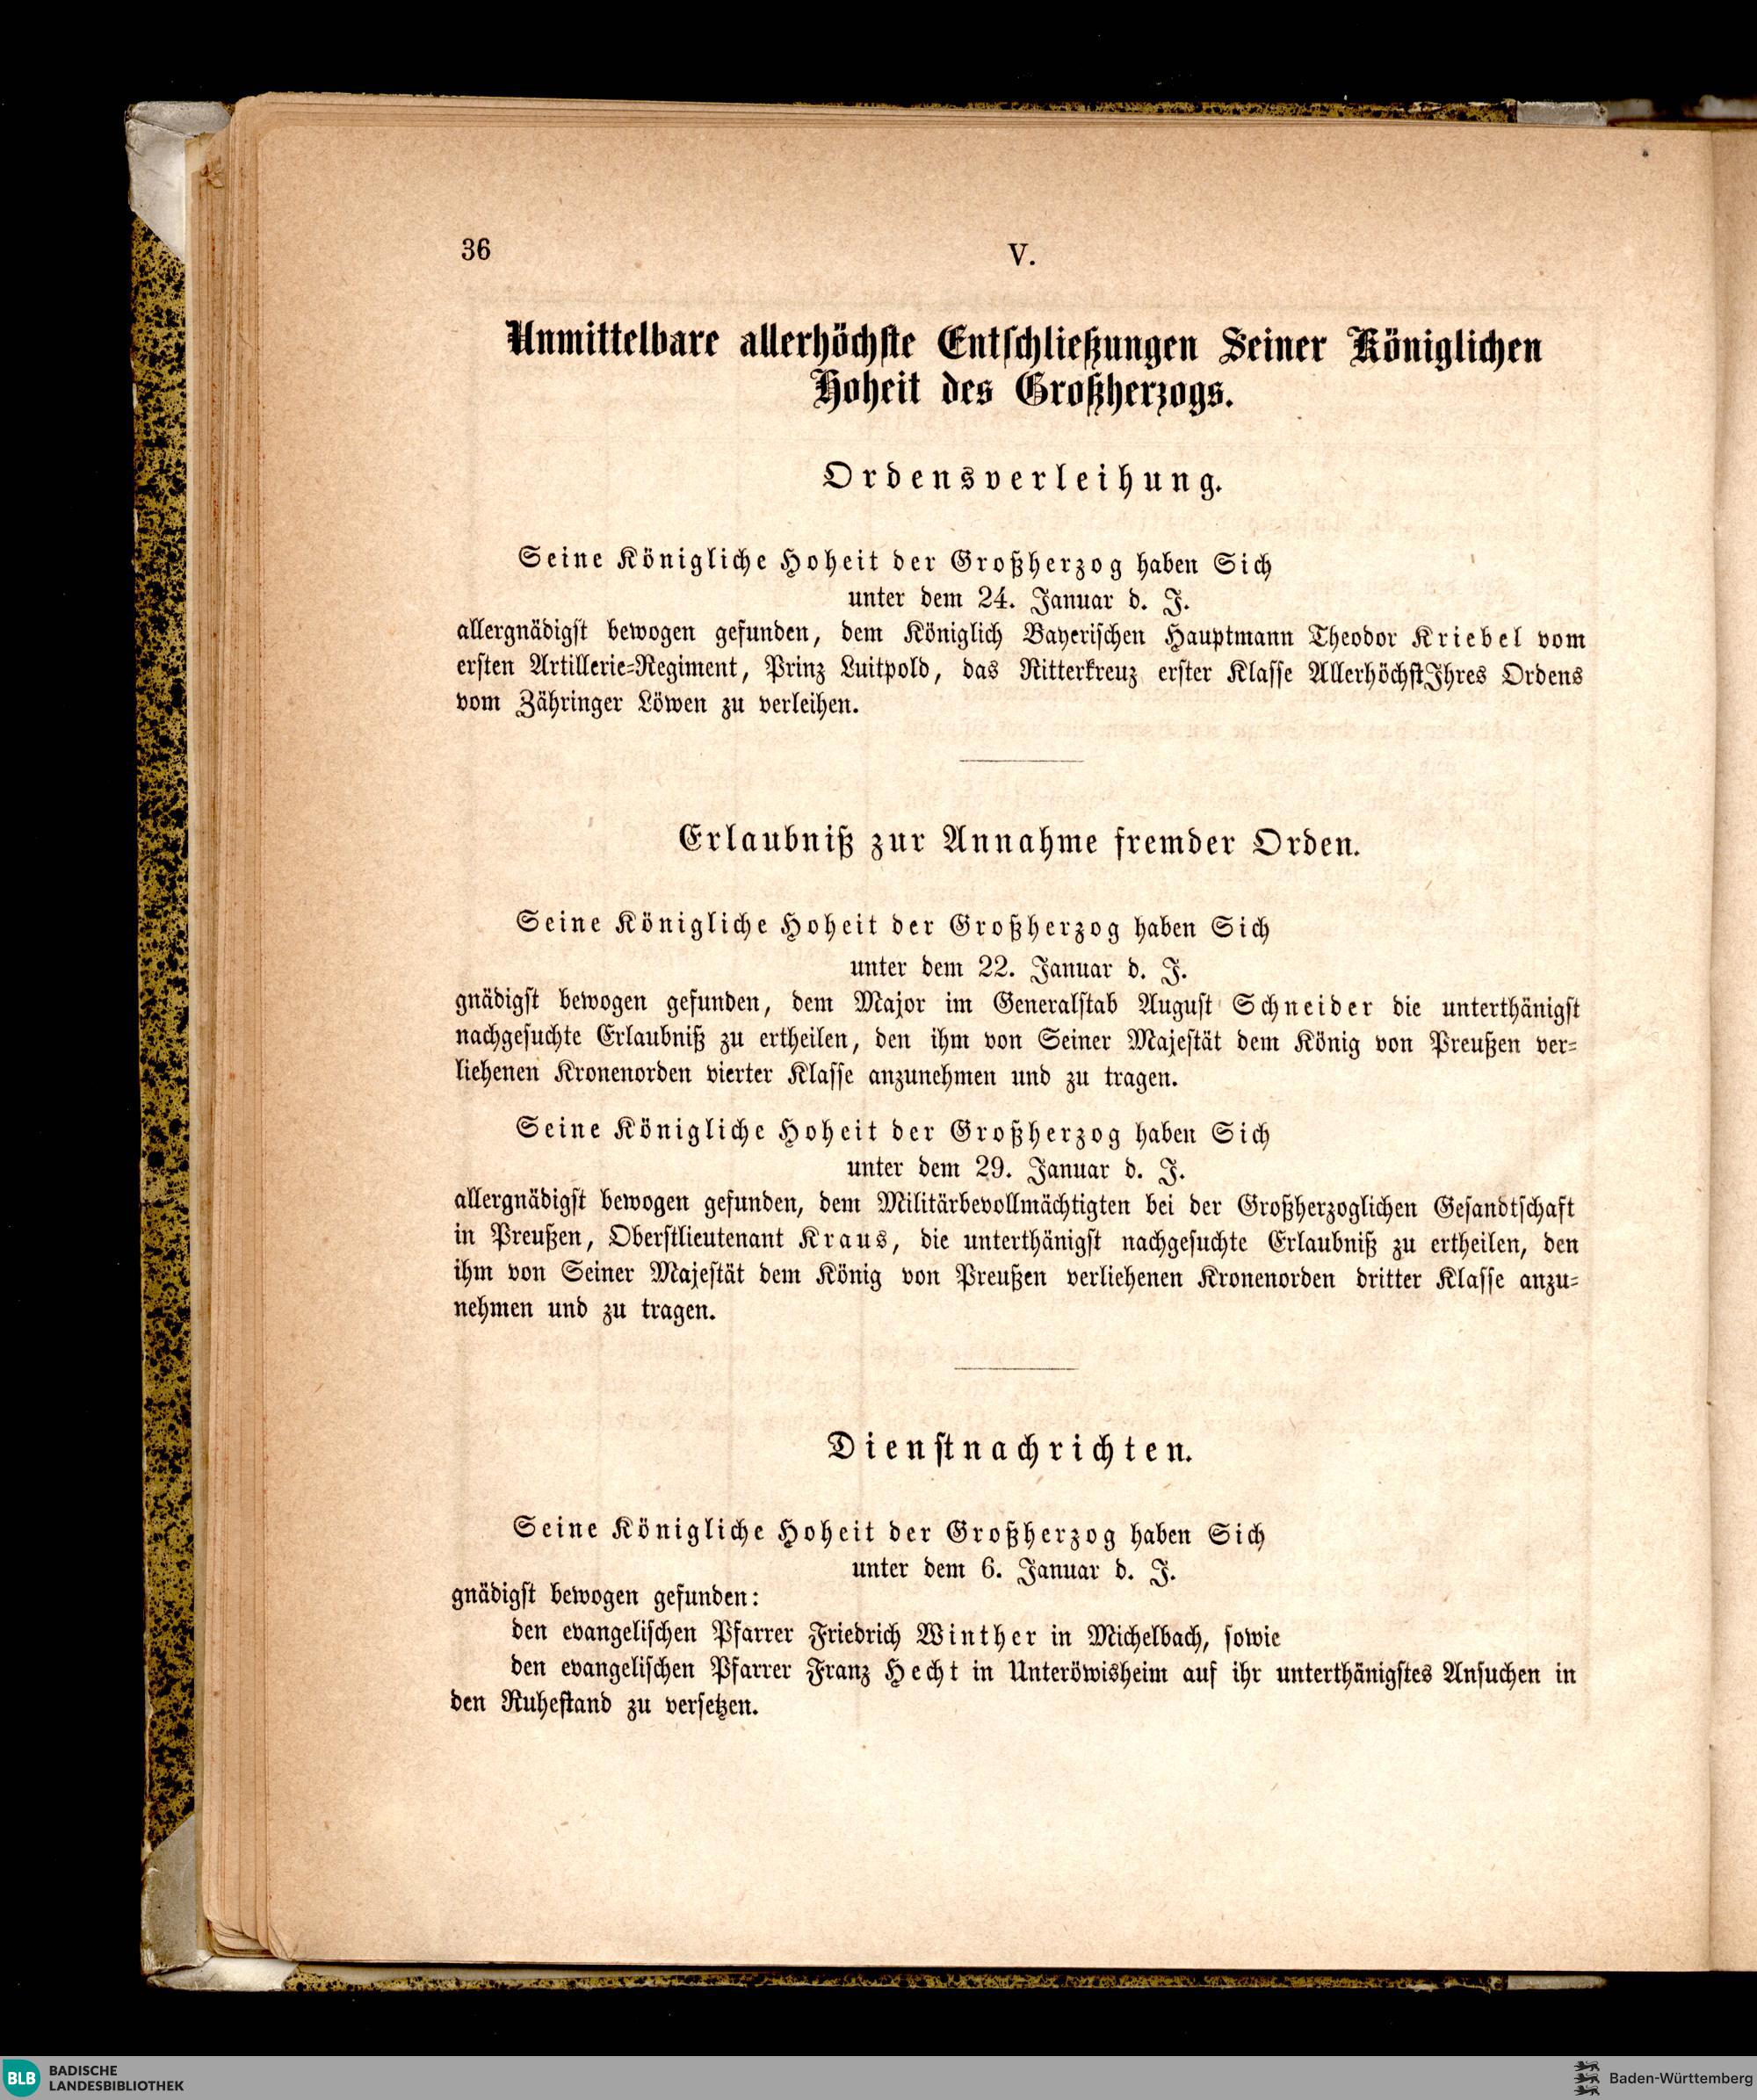 36
V.
Unmittelbare allerhöchste Entschließungen Seiner Königlichen
Hoheit des Großherzogs.
Ordensverleihung.
Seine Königliche Hoheit der Großherzog haben Sich
unter dem 24. Januar d. J.
allergnädigst bewogen gefunden, dem Königlich Bayerischen Hauptmann Theodor Kriebel vom
ersten Artillerie-Regiment, Prinz Luitpold, das Ritterkreuz erster Klasse AllerhöchstIhres Ordens
vom Zähringer Löwen zu verleihen.
Erlaubniß zur Annahme fremder Orden.
Seine Königliche Hoheit der Großherzog haben Sich
unter dem 22. Januar d. J.
gnädigst bewogen gefunden, dem Major im Generalstab August Schneider die unterthänigst
nachgesuchte Erlaubniß zu ertheilen, den ihm von Seiner Majestät dem König von Preußen ver-
liehenen Kronenorden vierter Klasse anzunehmen und zu tragen.
Seine Königliche Hoheit der Großherzog haben Sich
unter dem 29. Januar d. J.
allergnädigst bewogen gefunden, dem Militärbevollmächtigten bei der Großherzoglichen Gesandtschaft
in Preußen, Oberstlieutenant Kraus, die unterthänigst nachgesuchte Erlaubniß zu ertheilen, den
ihm von Seiner Majestät dem König von Preußen verliehenen Kronenorden dritter Klasse anzu-
nehmen und zu tragen.
Dienstnachrichten.
Seine Königliche Hoheit der Großherzog haben Sich
unter dem 6. Januar d. J.
gnädigst bewogen gefunden:
den evangelischen Pfarrer Friedrich Winther in Michelbach, sowie
den evangelischen Pfarrer Franz Hecht in Unteröwisheim auf ihr unterthänigstes Ansuchen in
den Ruhestand zu versetzen.
BLB BADISCHE
LANDESBIBLIOTHEK
Baden-Württemberg